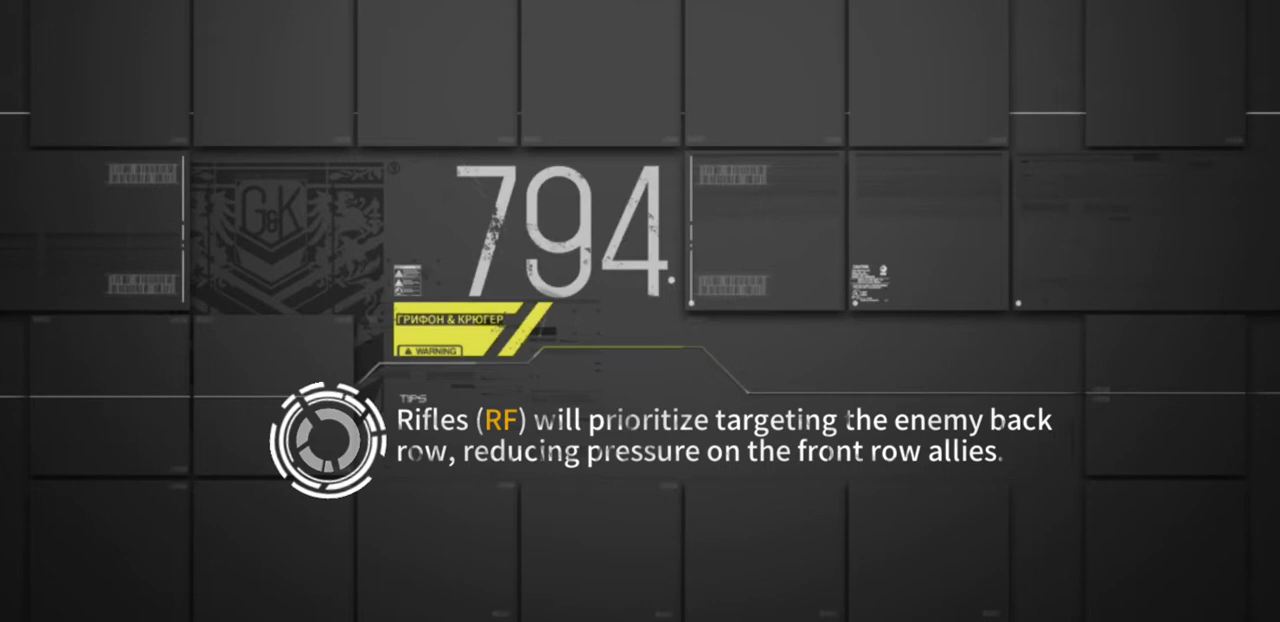 G&K
794.
ГРИФОН & КРЮГЕР
WARNING
TIPS
Rifles (RF) will prioritize targeting the enemy back
row, reducing pressure on the front row allies.